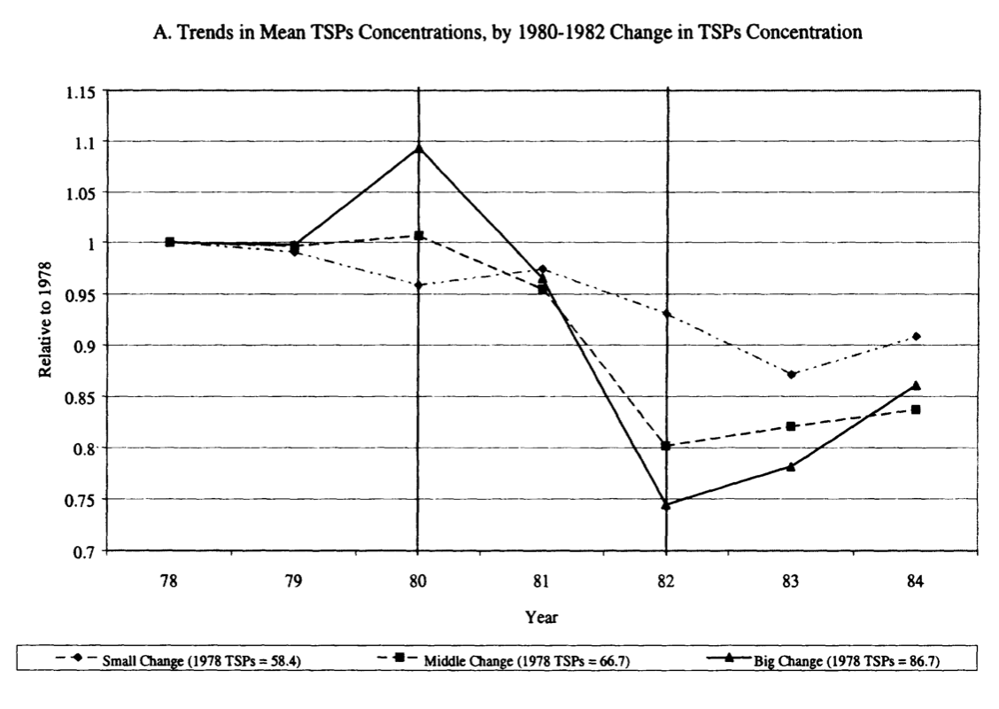 A. Trends in Mean TSPs Concentrations, by 1980-1982 Change in TSPs Concentration
1.15
1.1
1.05
1
0.95
0.9
0.85
0.8
0.75
0.7
Relative to 1978
78 79 80 81 82 83 84
Year
Small Change (1978 TSPs = 58.4) Middle Change (1978 TSPs = 66.7) Big Change (1978 TSPs = 86.7)